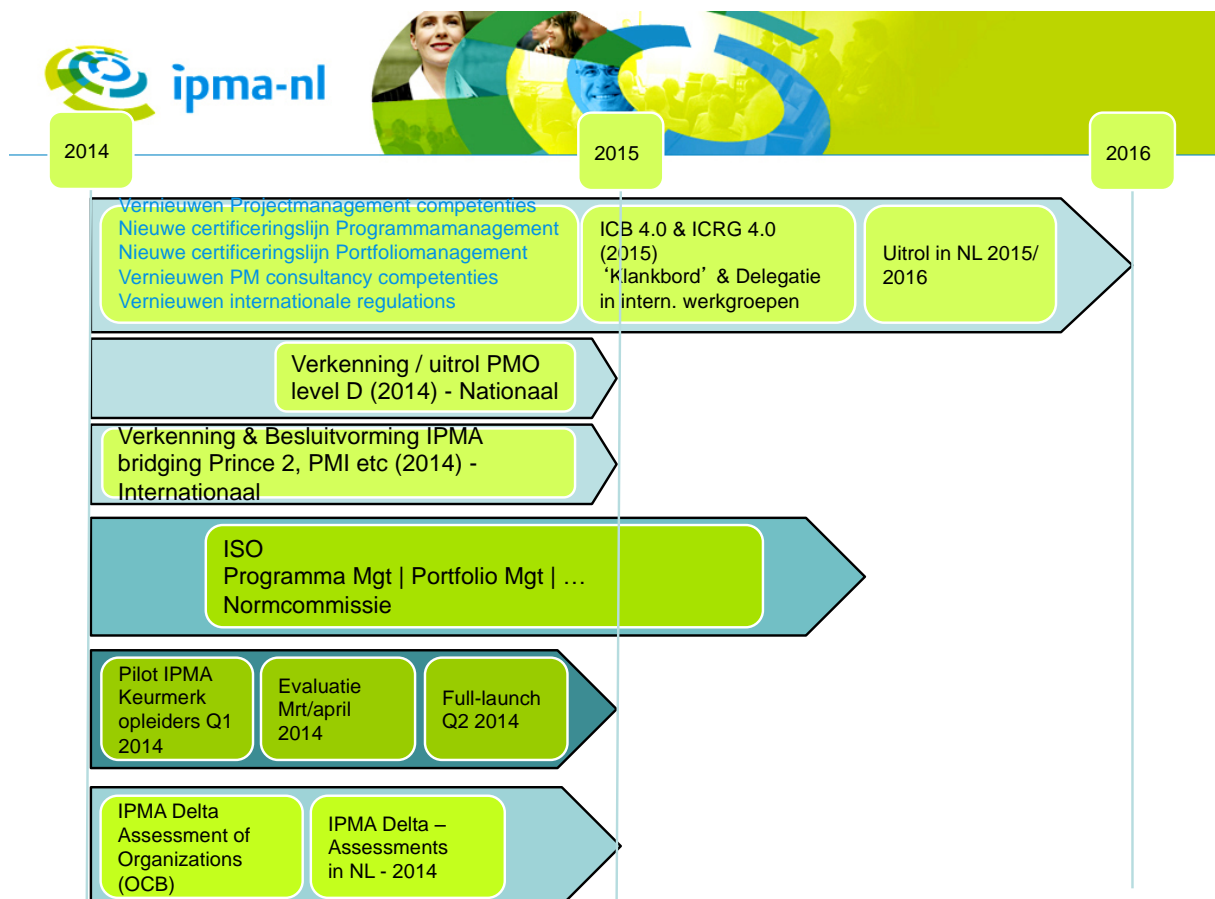 ipma-nl
2014
2015
2016
Vernieuwen Projectmanagement competenties
Nieuwe certificeringslijn Programmamanagement
Nieuwe certificeringslijn Portfoliomanagement
Vernieuwen PM consultancy competenties
Vernieuwen internationale regulations
ICB 4.0 & ICRG 4.0
(2015)
‘Klankbord’ & Delegatie
in intern. werkgroepen
Uitrol in NL 2015/
2016
Verkenning / uitrol PMO
level D (2014) - Nationaal
Verkenning & Besluitvorming IPMA
bridging Prince 2, PMI etc (2014) -
Internationaal
ISO
Programma Mgt | Portfolio Mgt | …
Normcommissie
Pilot IPMA
Keurmerk
opleiders Q1
2014
Evaluatie
Mrt/april
2014
Full-launch
Q2 2014
IPMA Delta
Assessment of
Organizations
(OCB)
IPMA Delta –
Assessments
in NL - 2014